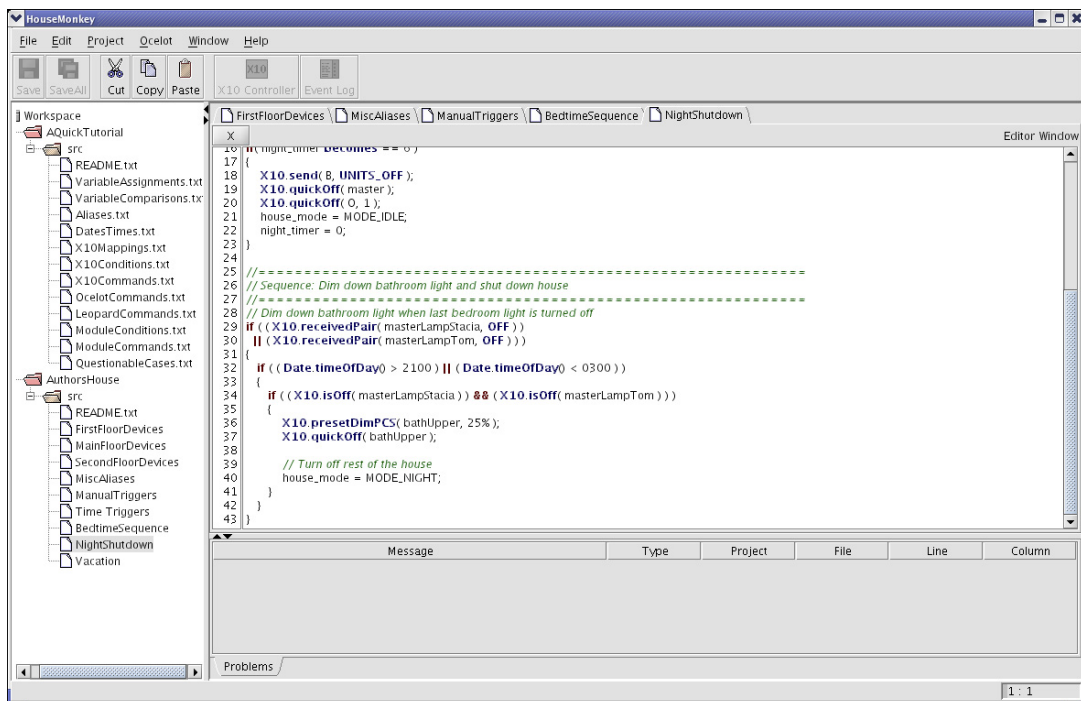 HouseMonkey
File Edit Project Ocelot Window Help
Save SaveAll Cut Copy Paste X10 Controller Event Log
Workspace
AQuickTutorial
src
README.txt
VariableAssignments.txt
VariableComparisons.tx
Aliases.txt
DatesTimes.txt
X10Mappings.txt
X10Conditions.txt
X10Commands.txt
OcelotCommands.txt
LeopardCommands.txt
ModuleConditions.txt
ModuleCommands.txt
QuestionableCases.txt
AuthorsHouse
src
README.txt
FirstFloorDevices
MainFloorDevices
SecondFloorDevices
MiscAliases
ManualTriggers
Time Triggers
BedtimeSequence
NightShutdown
Vacation
FirstFloorDevices MiscAliases ManualTriggers BedtimeSequence NightShutdown
X Editor Window
16 if( night_timer becomes == 6 )
17 {
18 X10.send( B, UNITS_OFF );
19 X10.quickOff( master );
20 X10.quickOff( O, 1 );
21 house_mode = MODE_IDLE;
22 night_timer = 0;
23 }
24
25 //============================================================
26 // Sequence: Dim down bathroom light and shut down house
27 //============================================================
28 // Dim down bathroom light when last bedroom light is turned off
29 if ( ( X10.receivedPair( masterLampStacia, OFF ) )
30 || ( X10.receivedPair( masterLampTom, OFF ) ) )
31 {
32 if ( ( Date.timeOfDay() > 2100 ) || ( Date.timeOfDay() < 0300 ) )
33 {
34 if ( ( X10.isOff( masterLampStacia ) ) && ( X10.isOff( masterLampTom ) ) )
35 {
36 X10.presetDimPCS( bathUpper, 25% );
37 X10.quickOff( bathUpper );
38
39 // Turn off rest of the house
40 house_mode = MODE_NIGHT;
41 }
42 }
43 }
Message Type Project File Line Column
Problems
1 : 1